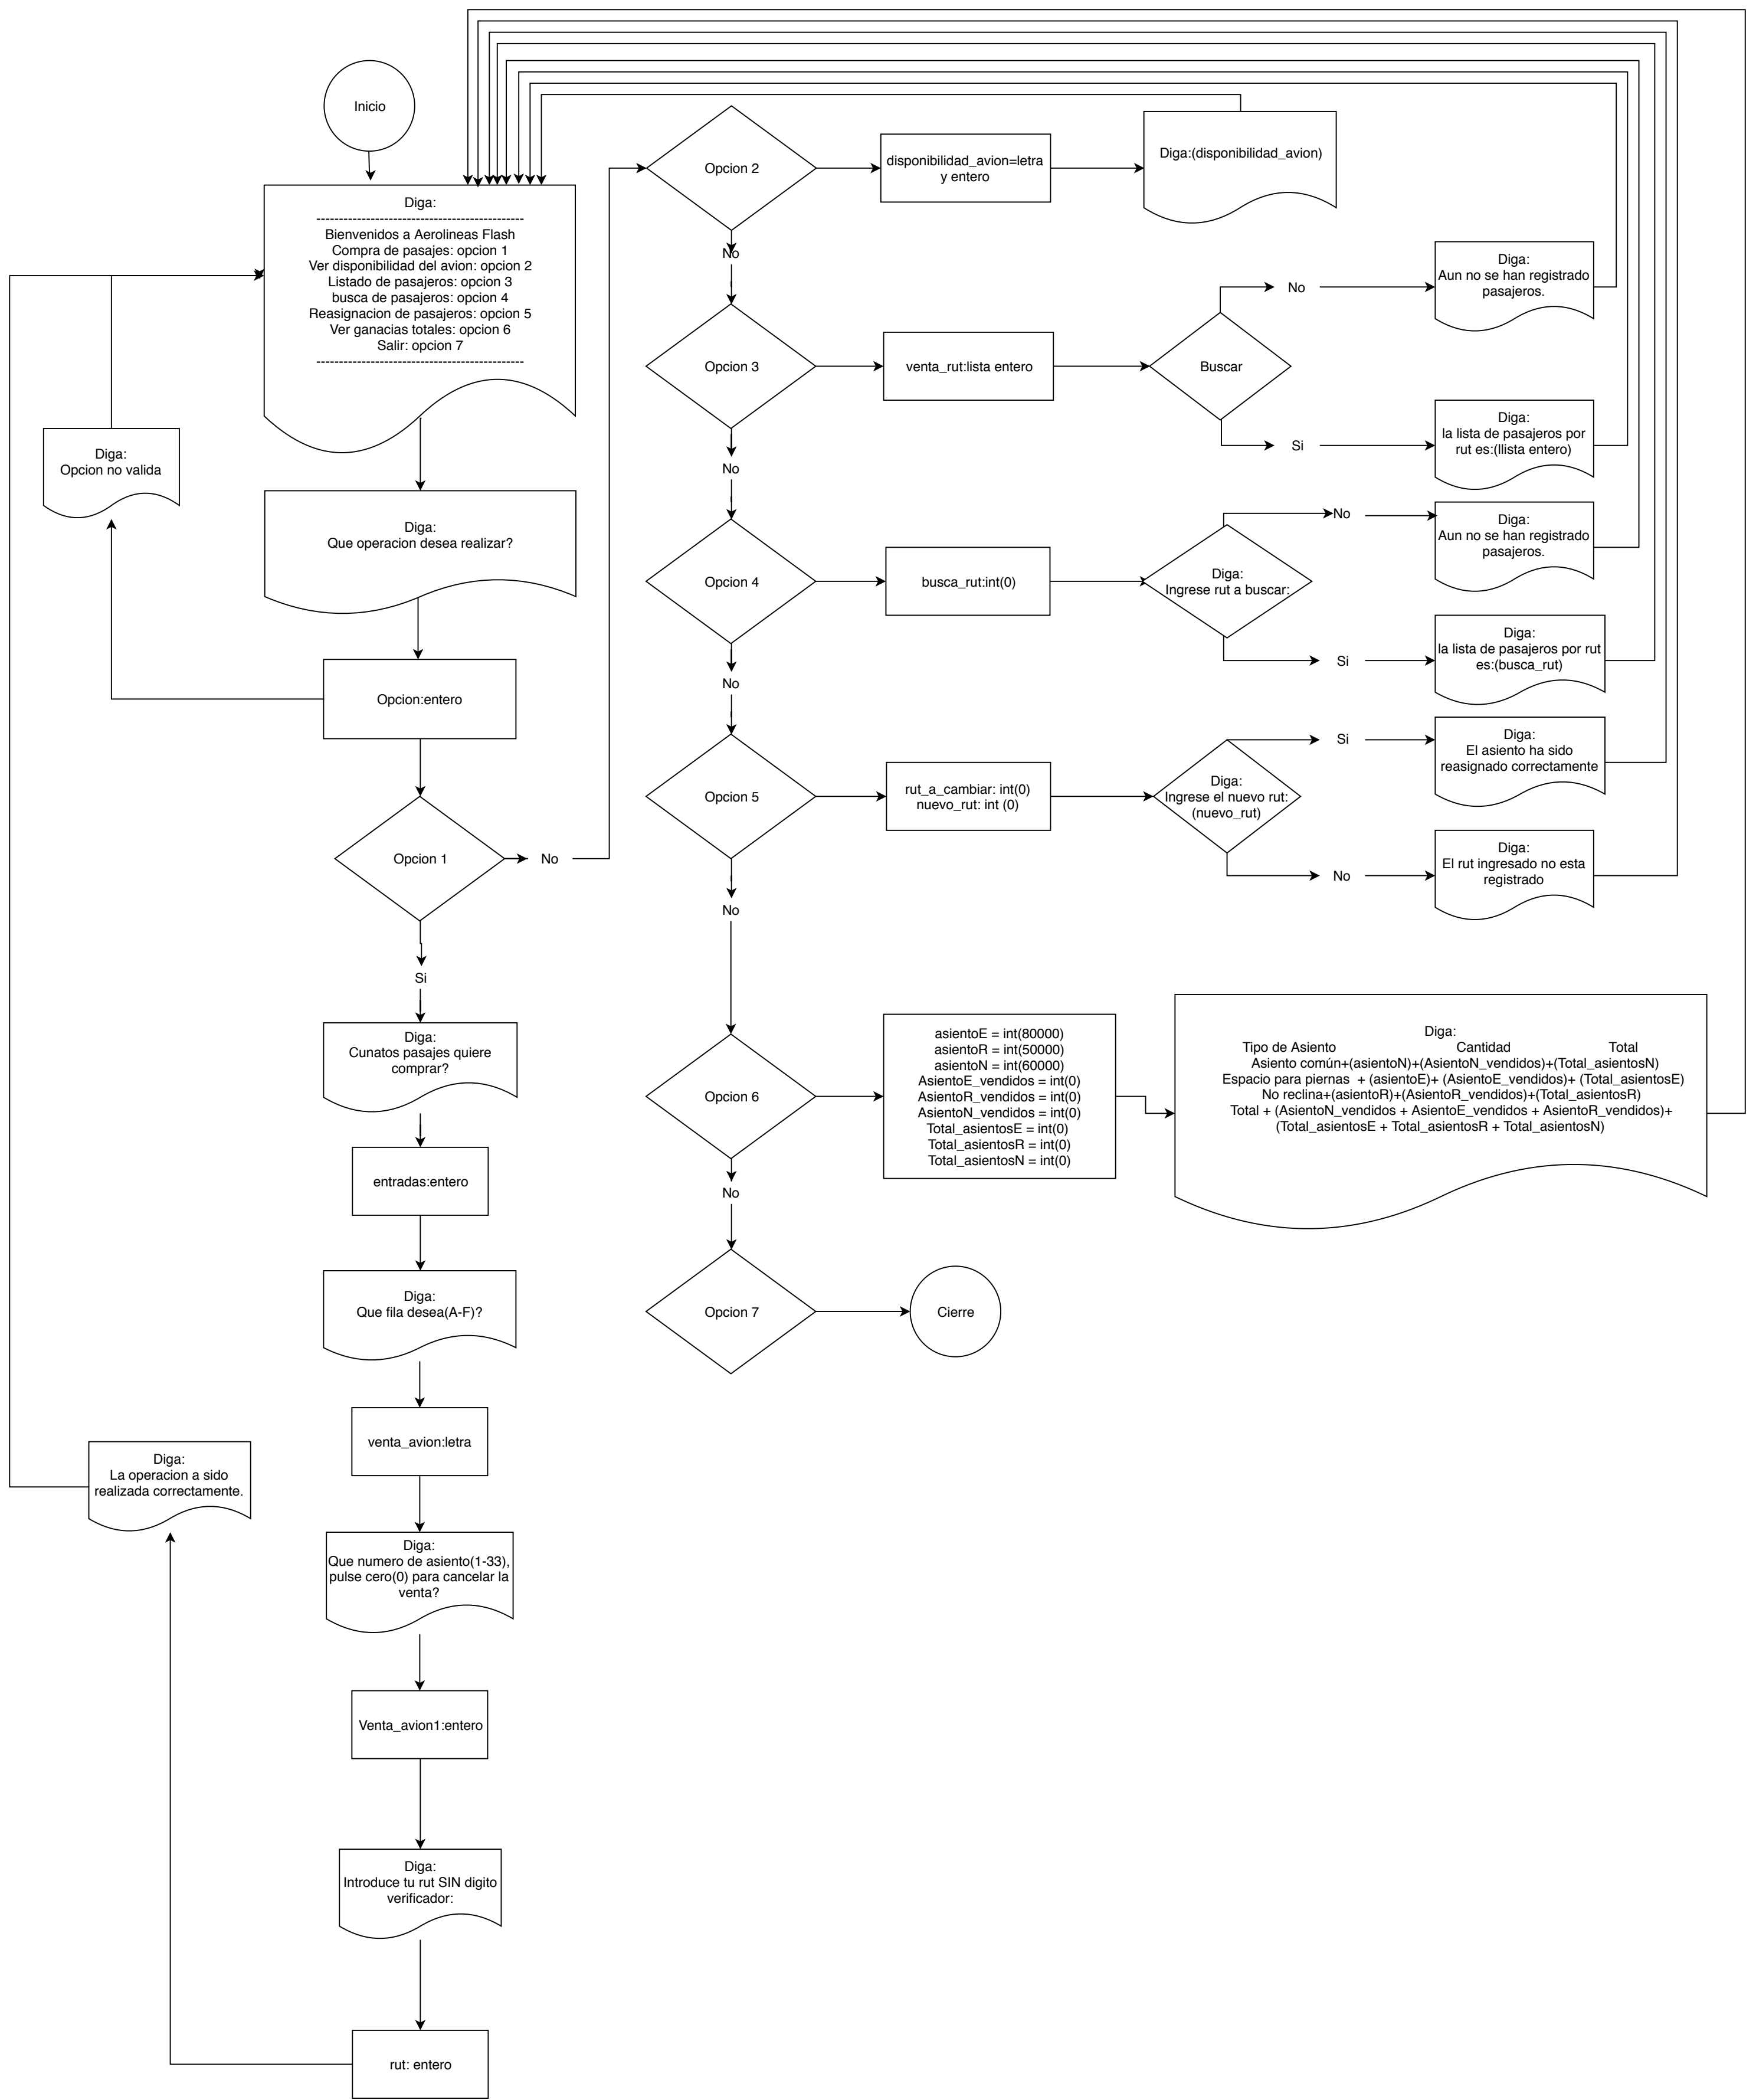 Inicio
Diga:
----------------------------------------------
Bienvenidos a Aerolineas Flash
Compra de pasajes: opcion 1
Ver disponibilidad del avion: opcion 2
Listado de pasajeros: opcion 3
busca de pasajeros: opcion 4
Reasignacion de pasajeros: opcion 5
Ver ganacias totales: opcion 6
Salir: opcion 7
----------------------------------------------
Diga:
Opcion no valida
Diga:
Que operacion desea realizar?
Opcion:entero
Opcion 1
No
Si
Diga:
Cunatos pasajes quiere
comprar?
entradas:entero
Diga:
Que fila desea(A-F)?
venta_avion:letra
Diga:
La operacion a sido
realizada correctamente.
Diga:
Que numero de asiento(1-33),
pulse cero(0) para cancelar la
venta?
Venta_avion1:entero
Diga:
Introduce tu rut SIN digito
verificador:
rut: entero
Opcion 2
disponibilidad_avion=letra
y entero
Diga:(disponibilidad_avion)
No
Opcion 3
venta_rut:lista entero
Buscar
No
Diga:
Aun no se han registrado
pasajeros.
Si
Diga:
la lista de pasajeros por
rut es:(llista entero)
No
Opcion 4
busca_rut:int(0)
Diga:
Ingrese rut a buscar:
No
Diga:
Aun no se han registrado
pasajeros.
Si
Diga:
la lista de pasajeros por rut
es:(busca_rut)
No
Opcion 5
rut_a_cambiar: int(0)
nuevo_rut: int (0)
Diga:
Ingrese el nuevo rut:
(nuevo_rut)
Si
Diga:
El asiento ha sido
reasignado correctamente
No
Diga:
El rut ingresado no esta
registrado
No
Opcion 6
asientoE = int(80000)
asientoR = int(50000)
asientoN = int(60000)
AsientoE_vendidos = int(0)
AsientoR_vendidos = int(0)
AsientoN_vendidos = int(0)
Total_asientosE = int(0)
Total_asientosR = int(0)
Total_asientosN = int(0)
Diga:
Tipo de Asiento Cantidad Total
Asiento común+(asientoN)+(AsientoN_vendidos)+(Total_asientosN)
Espacio para piernas + (asientoE)+ (AsientoE_vendidos)+ (Total_asientosE)
No reclina+(asientoR)+(AsientoR_vendidos)+(Total_asientosR)
Total + (AsientoN_vendidos + AsientoE_vendidos + AsientoR_vendidos)+
(Total_asientosE + Total_asientosR + Total_asientosN)
No
Opcion 7
Cierre